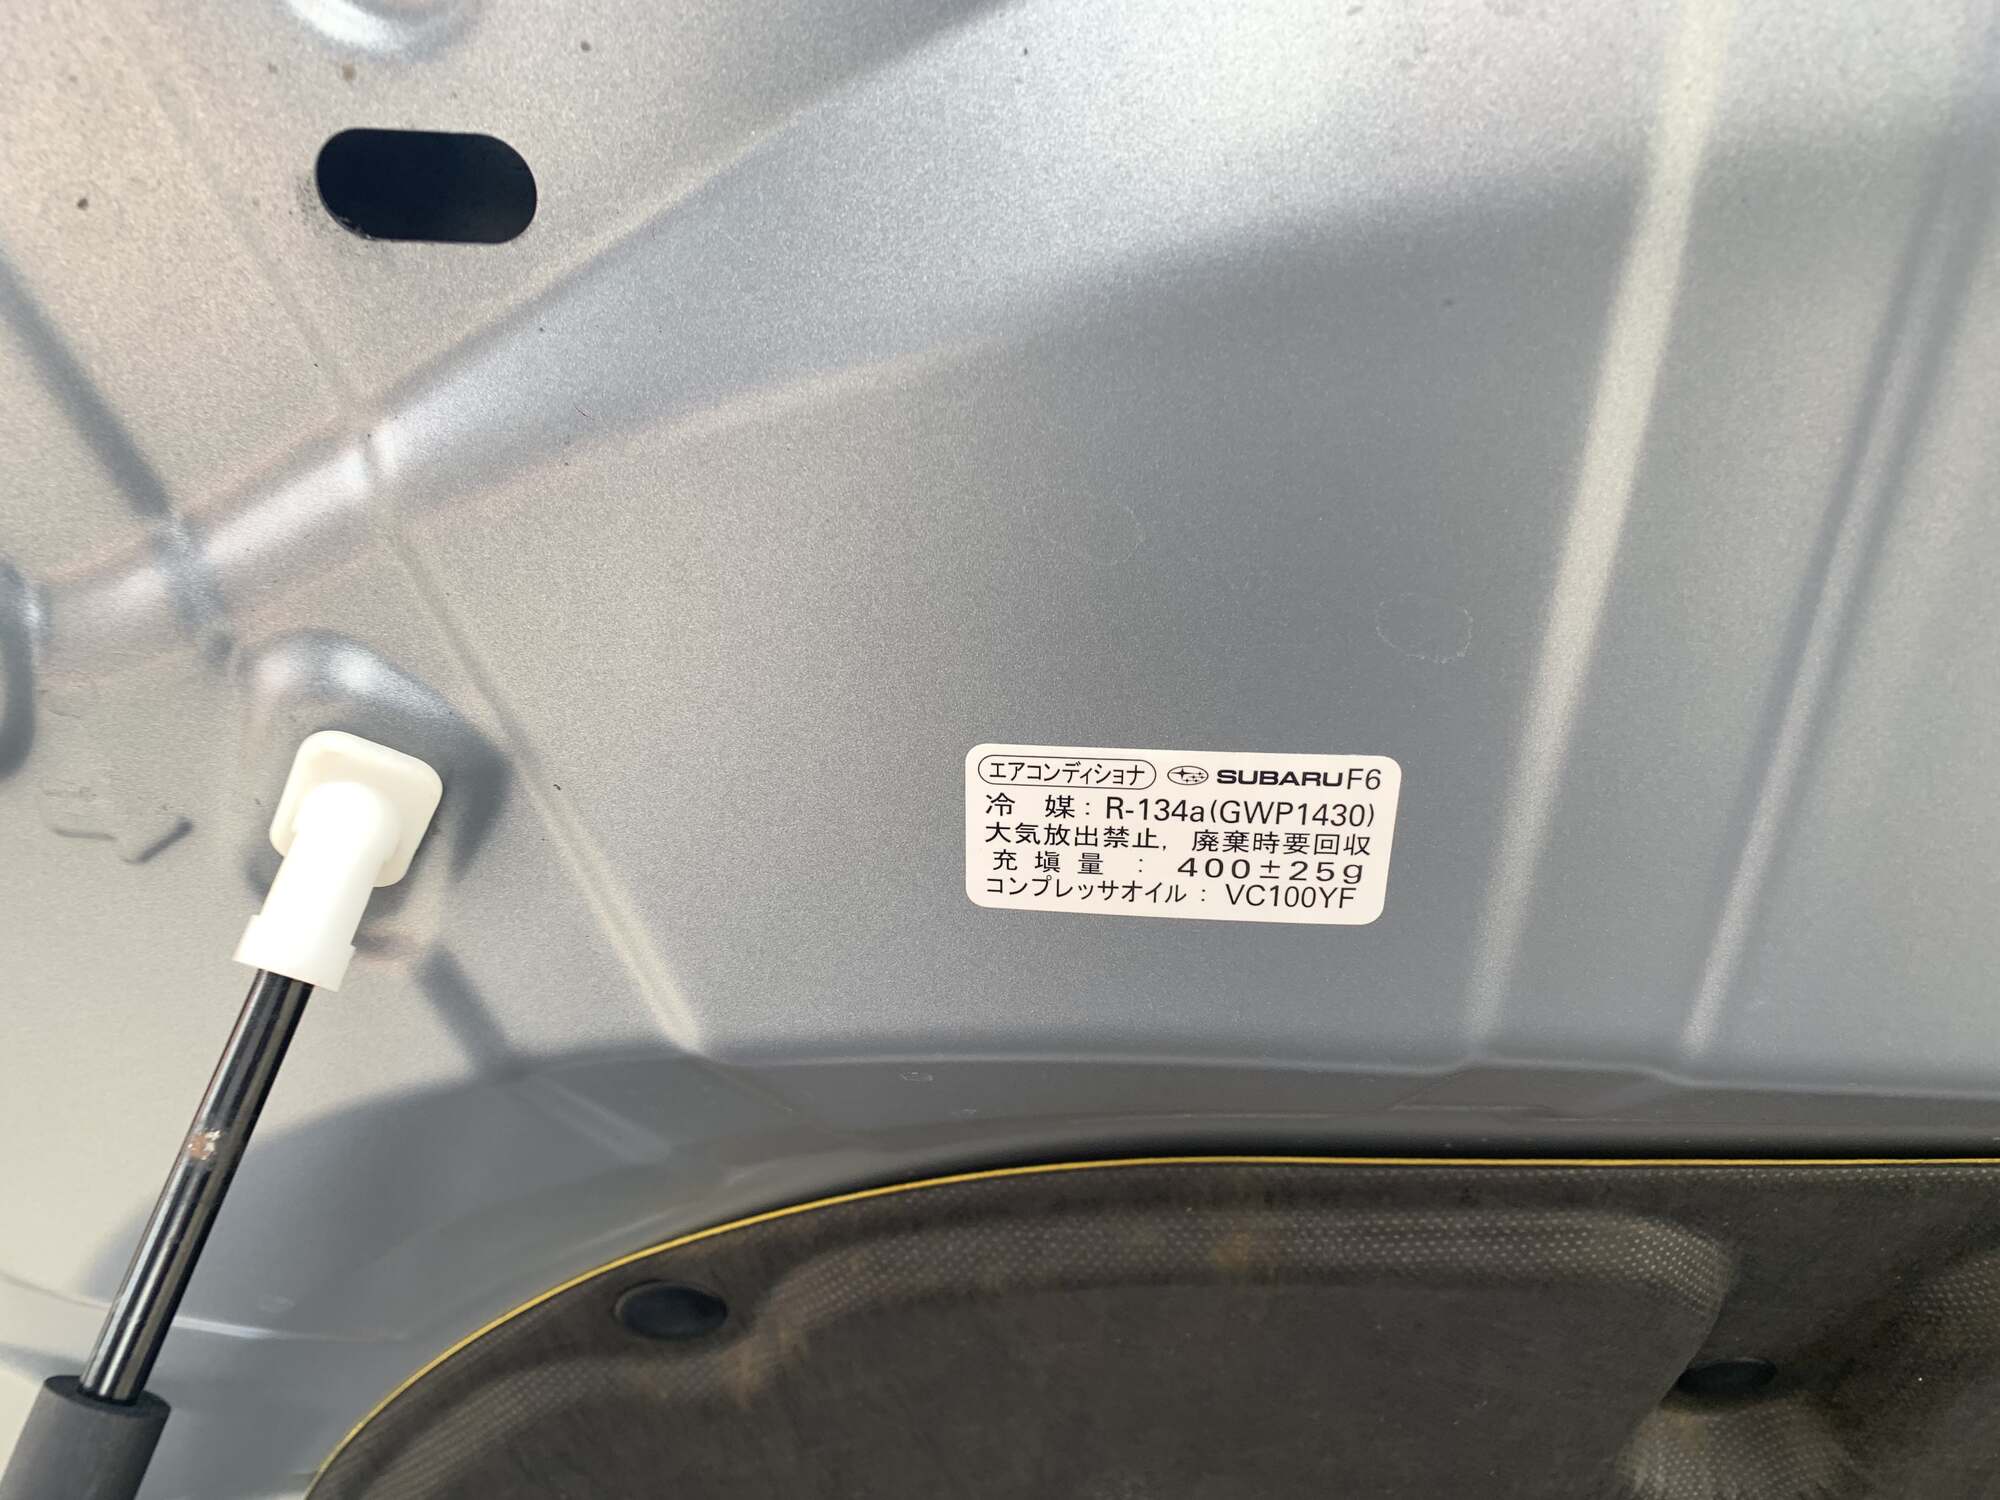 エアコンディショナ SUBARU F6
冷 媒: R-134a(GWP1430)
大気放出禁止, 廃棄時要回収
充 塡 量 : 400±25g
コンプレッサオイル: VC100YF